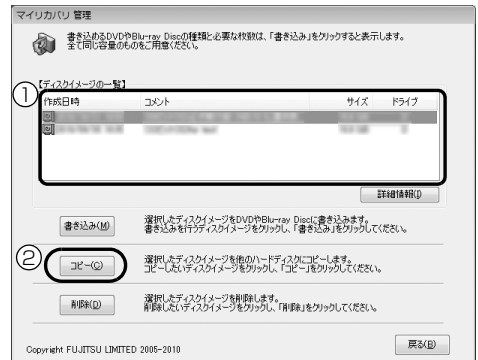 マイリカバリ 管理
書き込めるDVDやBlu-ray Discの種類と必要な枚数は、「書き込み」をクリックすると表示します。
全て同じ容量のものをご用意ください。
【ディスクイメージの一覧】
①
作成日時 コメント サイズ ドライブ
詳細情報(I)
書き込み(M)
選択したディスクイメージをDVDやBlu-ray Discに書き込みます。
書き込みを行うディスクイメージをクリックし、「書き込み」をクリックしてください。
②
コピー(C)
選択したディスクイメージを他のハードディスクにコピーします。
コピーしたいディスクイメージをクリックし、「コピー」をクリックしてください。
削除(D)
選択したディスクイメージを削除します。
削除したいディスクイメージをクリックし、「削除」をクリックしてください。
Copyright FUJITSU LIMITED 2005-2010
戻る(B)